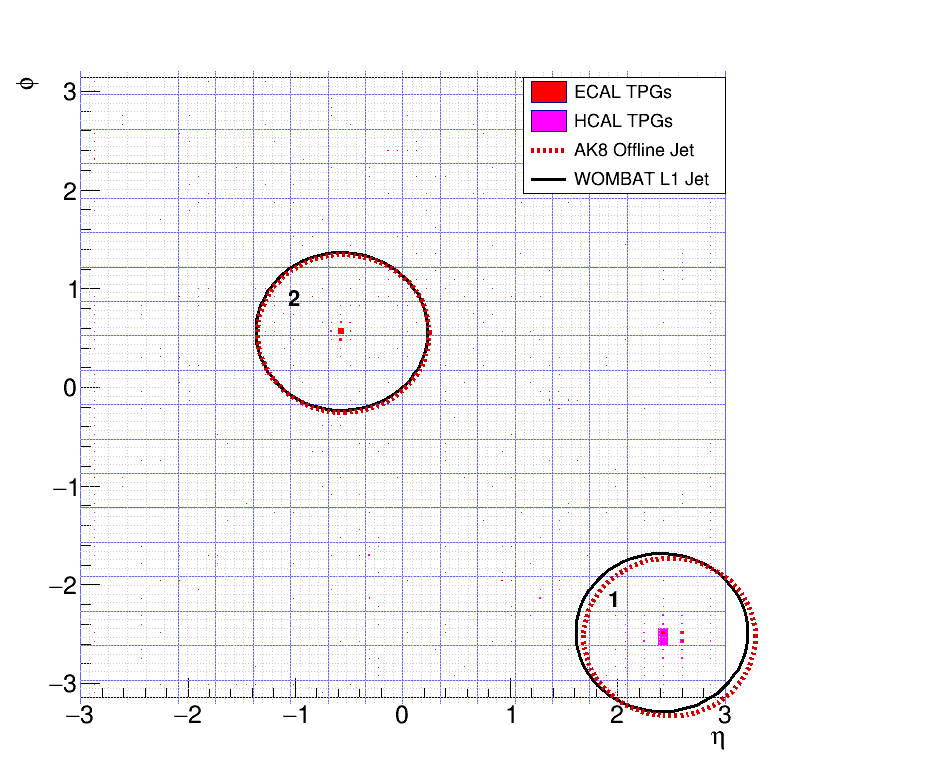 φ
3
2
1
0
−1
−2
−3
ECAL TPGs
HCAL TPGs
AK8 Offline Jet
WOMBAT L1 Jet
2
1
−3 −2 −1 0 1 2 3
η